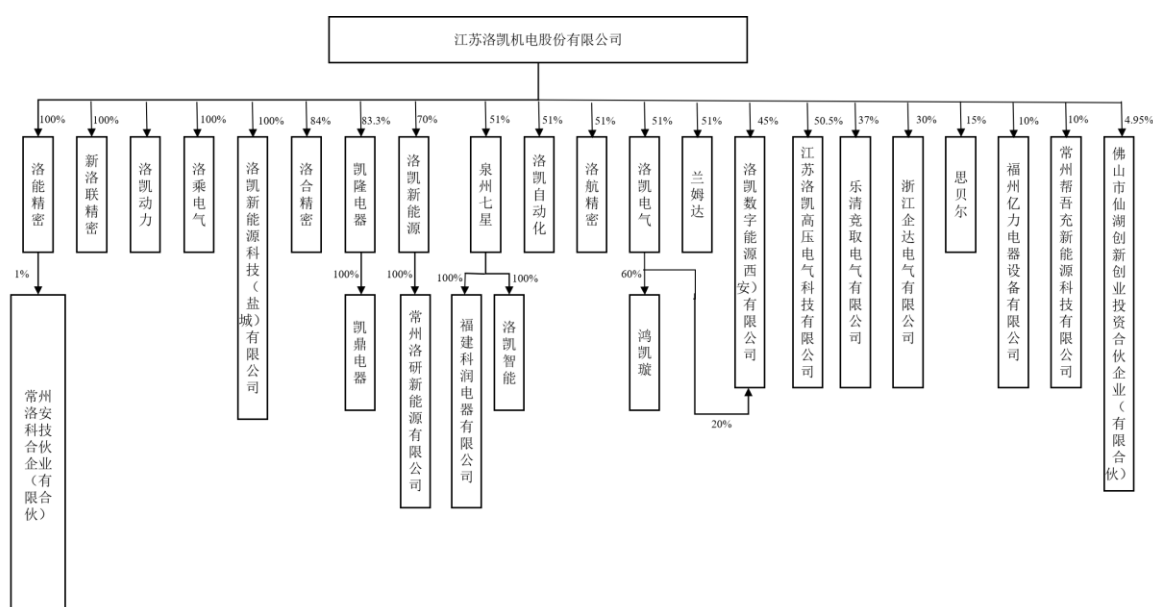 江苏洛凯机电股份有限公司
100%
100%
100%
100%
84%
83.3%
70%
51%
51%
51%
51%
51%
45%
50.5%
37%
30%
15%
10%
10%
4.95%
洛能精密
新洛联精密
洛凯动力
洛乘电气
洛凯新能源科技（盐城）有限公司
洛合精密
凯隆电器
洛凯新能源
泉州七星
洛凯自动化
洛航精密
洛凯电气
兰姆达
洛凯数字能源西安）有限公司
江苏洛凯高压电气科技有限公司
乐清竞取电气有限公司
浙江企达电气有限公司
思贝尔
福州亿力电器设备有限公司
常州帮吾充新能源科技有限公司
佛山市仙湖创新创业投资合伙企业（有限合伙）
1%
100%
100%
100%
100%
60%
20%
常州
洛安
科技
合伙
企业
（有
限合
伙）
凯鼎电器
常州洛研新能源有限公司
福建科润电器有限公司
洛凯智能
鸿凯璇